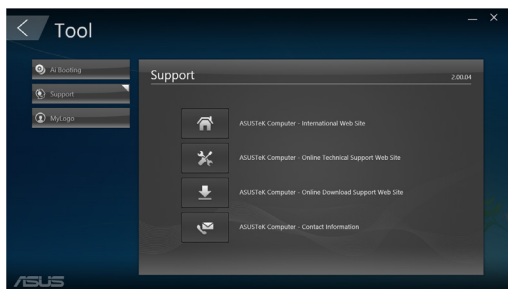 Tool
Ai Booting
Support
MyLogo
Support
2.00.04
ASUSTeK Computer - International Web Site
ASUSTeK Computer - Online Technical Support Web Site
ASUSTeK Computer - Online Download Support Web Site
ASUSTeK Computer - Contact Information
ASUS